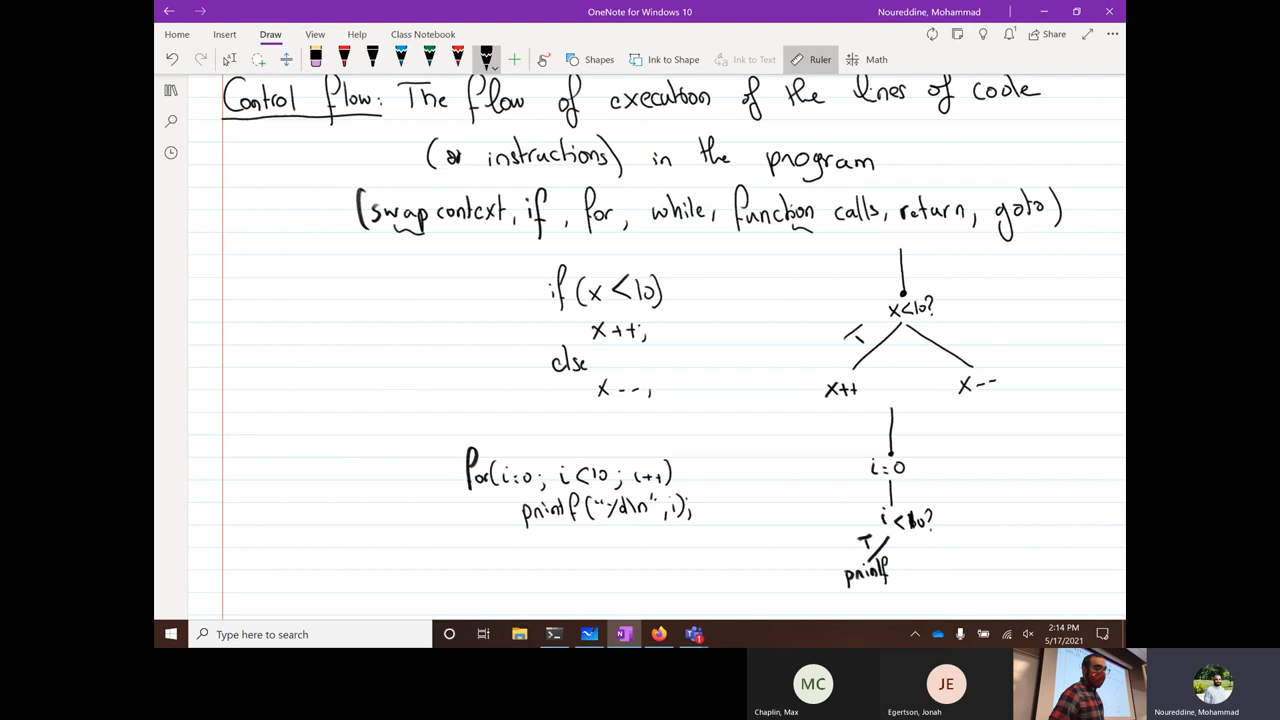 OneNote for Windows 10
Noureddine, Mohammad
Home Insert Draw View Help Class Notebook
Share
Shapes Ink to Shape Ink to Text Ruler Math
Control flow: The flow of execution of the lines of code
(or instructions) in the program
(swap context, if, for, while, function calls, return, goto)
if (x <10)
x ++;
else
x --;
x<10?
T
x++ x--
for(i=0; i<10; i++)
printf("%d\n", i);
i=0
i <10?
T
printf
Type here to search
2:14 PM
5/17/2021
MC
JE
Chaplin, Max
Egertson, Jonah
Noureddine, Mohammad